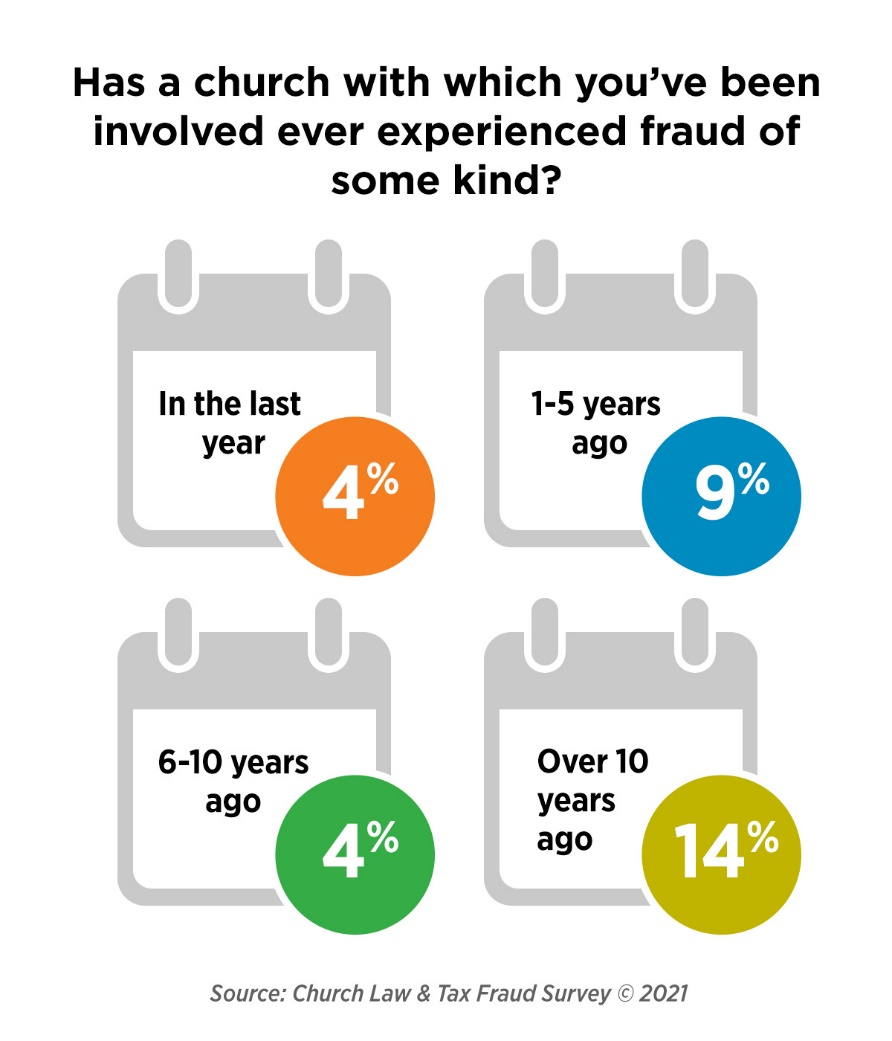 Has a church with which you’ve been
involved ever experienced fraud of
some kind?
In the last
year
4%
1-5 years
ago
9%
6-10 years
ago
4%
Over 10
years
ago
14%
Source: Church Law & Tax Fraud Survey © 2021